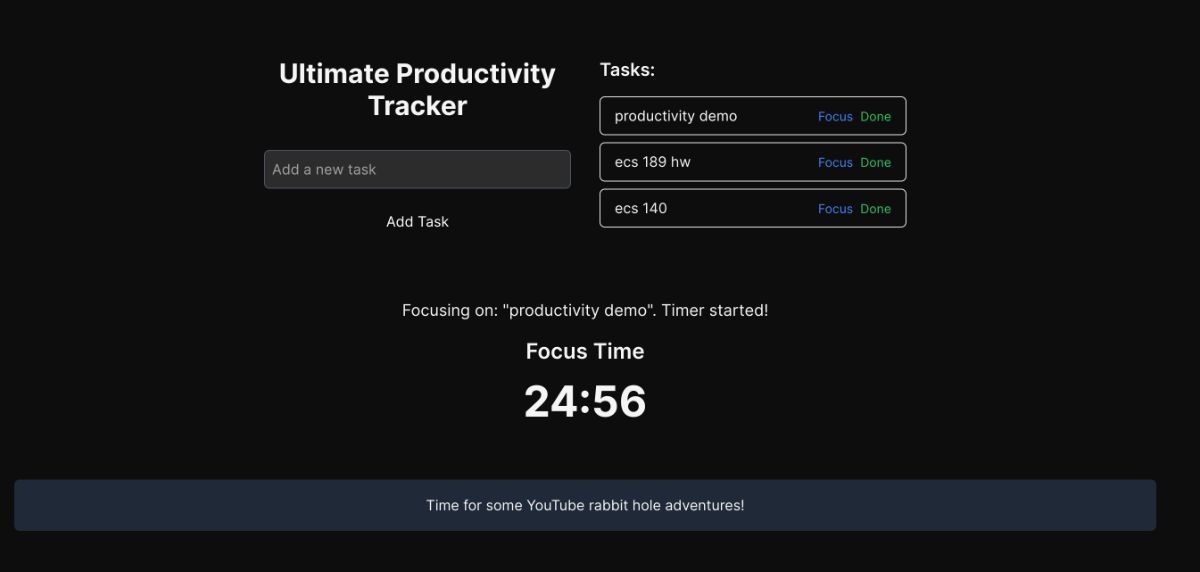 Ultimate Productivity
Tracker
Add a new task
Add Task
Tasks:
productivity demo Focus Done
ecs 189 hw Focus Done
ecs 140 Focus Done
Focusing on: "productivity demo". Timer started!
Focus Time
24:56
Time for some YouTube rabbit hole adventures!